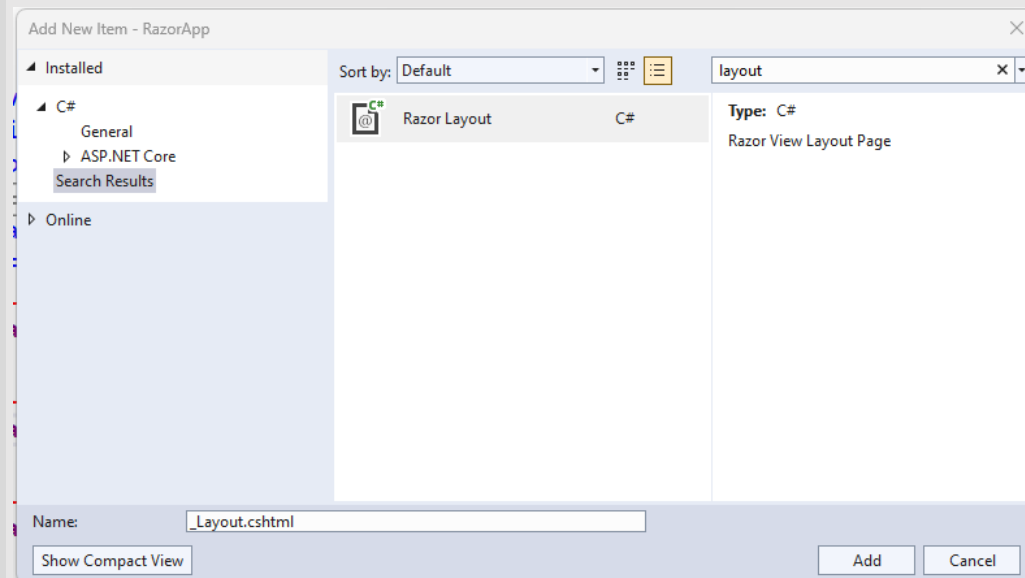 Add New Item - RazorApp
Installed
Sort by: Default
layout
C#
General
ASP.NET Core
Search Results
Online
Razor Layout C#
Type: C#
Razor View Layout Page
Name: _Layout.cshtml
Show Compact View
Add Cancel